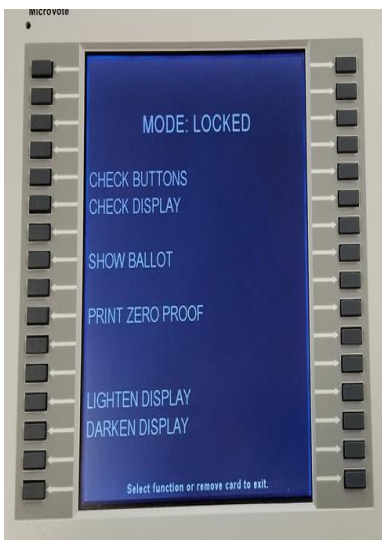 MicroVote
MODE: LOCKED
CHECK BUTTONS
CHECK DISPLAY
SHOW BALLOT
PRINT ZERO PROOF
LIGHTEN DISPLAY
DARKEN DISPLAY
Select function or remove card to exit.